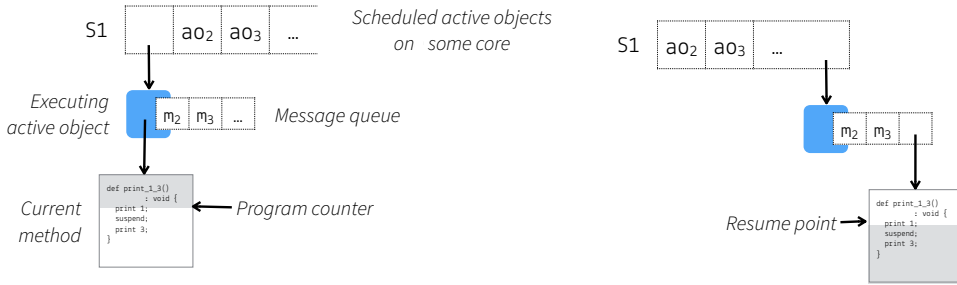 S1
ao2 ao3 …
Scheduled active objects
on some core
Executing
active object
m2 m3 …
Message queue
Current
method
def print_1_3()
: void {
print 1;
suspend;
print 3;
}
Program counter
S1
ao2 ao3 …
m2 m3
Resume point
def print_1_3()
: void {
print 1;
suspend;
print 3;
}